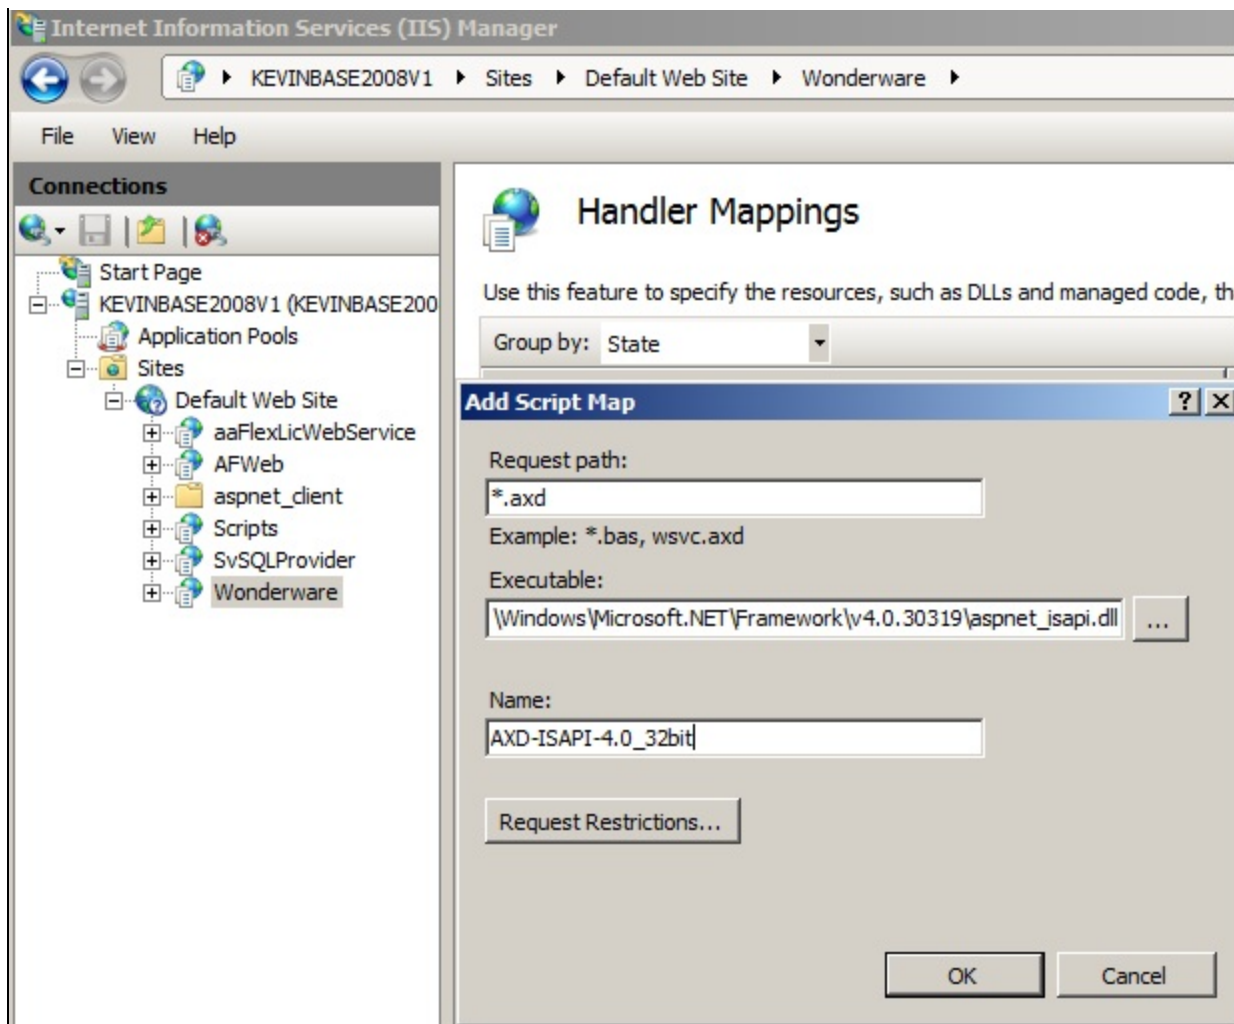 Internet Information Services (IIS) Manager
KEVINBASE2008V1 Sites Default Web Site Wonderware
File View Help
Connections
Start Page
KEVINBASE2008V1 (KEVINBASE200
Application Pools
Sites
Default Web Site
aaFlexLicWebService
AFWeb
aspnet_client
Scripts
SvSQLProvider
Wonderware
Handler Mappings
Use this feature to specify the resources, such as DLLs and managed code, th
Group by: State
Add Script Map
Request path:
*.axd
Example: *.bas, wsvc.axd
Executable:
\Windows\Microsoft.NET\Framework\v4.0.30319\aspnet_isapi.dll ...
Name:
AXD-ISAPI-4.0_32bit
Request Restrictions...
OK Cancel